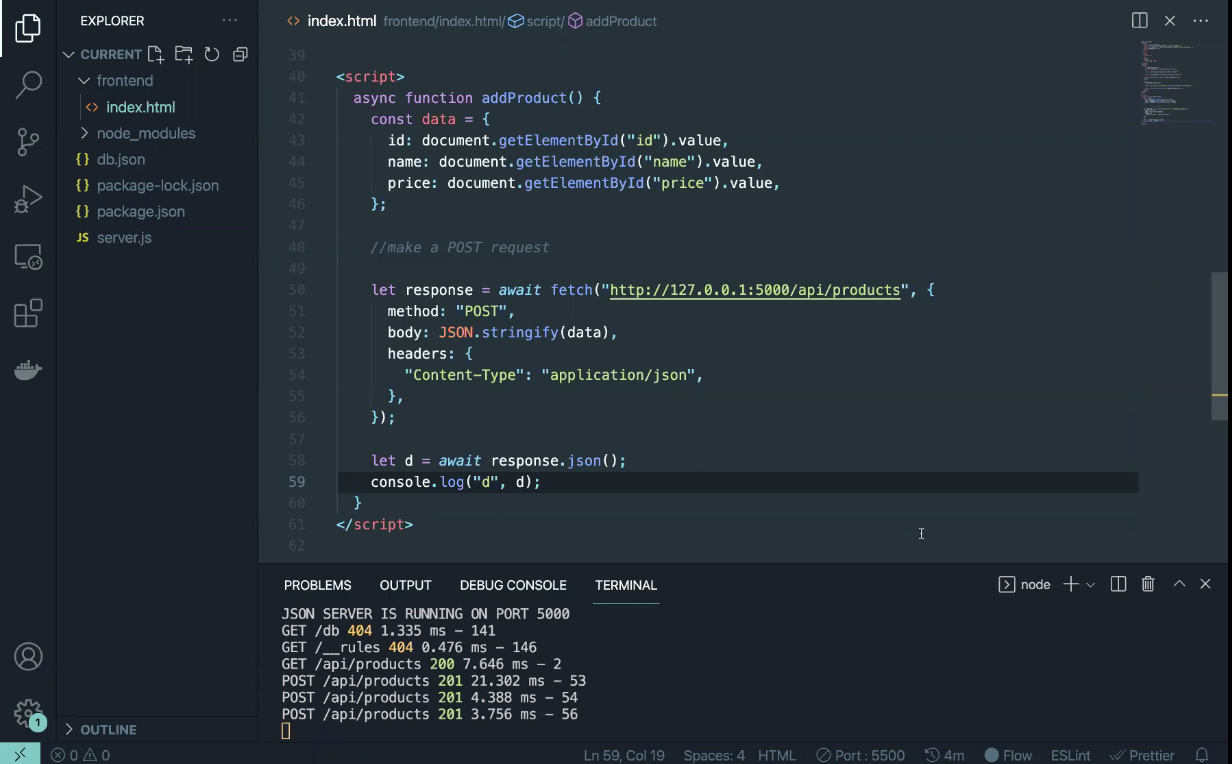 EXPLORER
CURRENT
frontend
<> index.html
node_modules
{} db.json
{} package-lock.json
{} package.json
JS server.js
OUTLINE
1
<> index.html frontend/index.html/ script/ addProduct
39
40 <script>
41 async function addProduct() {
42 const data = {
43 id: document.getElementById("id").value,
44 name: document.getElementById("name").value,
45 price: document.getElementById("price").value,
46 };
47
48 //make a POST request
49
50 let response = await fetch("http://127.0.0.1:5000/api/products", {
51 method: "POST",
52 body: JSON.stringify(data),
53 headers: {
54 "Content-Type": "application/json",
55 },
56 });
57
58 let d = await response.json();
59 console.log("d", d);
60 }
61 </script>
62
PROBLEMS OUTPUT DEBUG CONSOLE TERMINAL
node
JSON SERVER IS RUNNING ON PORT 5000
GET /db 404 1.335 ms - 141
GET /__rules 404 0.476 ms - 146
GET /api/products 200 7.646 ms - 2
POST /api/products 201 21.302 ms - 53
POST /api/products 201 4.388 ms - 54
POST /api/products 201 3.756 ms - 56
0 0 Ln 59, Col 19 Spaces: 4 HTML Port : 5500 4m Flow ESLint Prettier